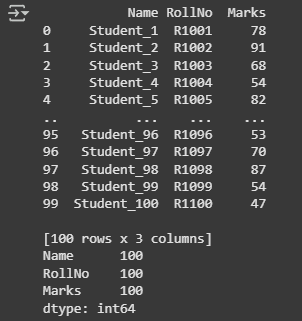 Name RollNo Marks
0 Student_1 R1001 78
1 Student_2 R1002 91
2 Student_3 R1003 68
3 Student_4 R1004 54
4 Student_5 R1005 82
.. ... ... ...
95 Student_96 R1096 53
96 Student_97 R1097 70
97 Student_98 R1098 87
98 Student_99 R1099 54
99 Student_100 R1100 47
[100 rows x 3 columns]
Name 100
RollNo 100
Marks 100
dtype: int64